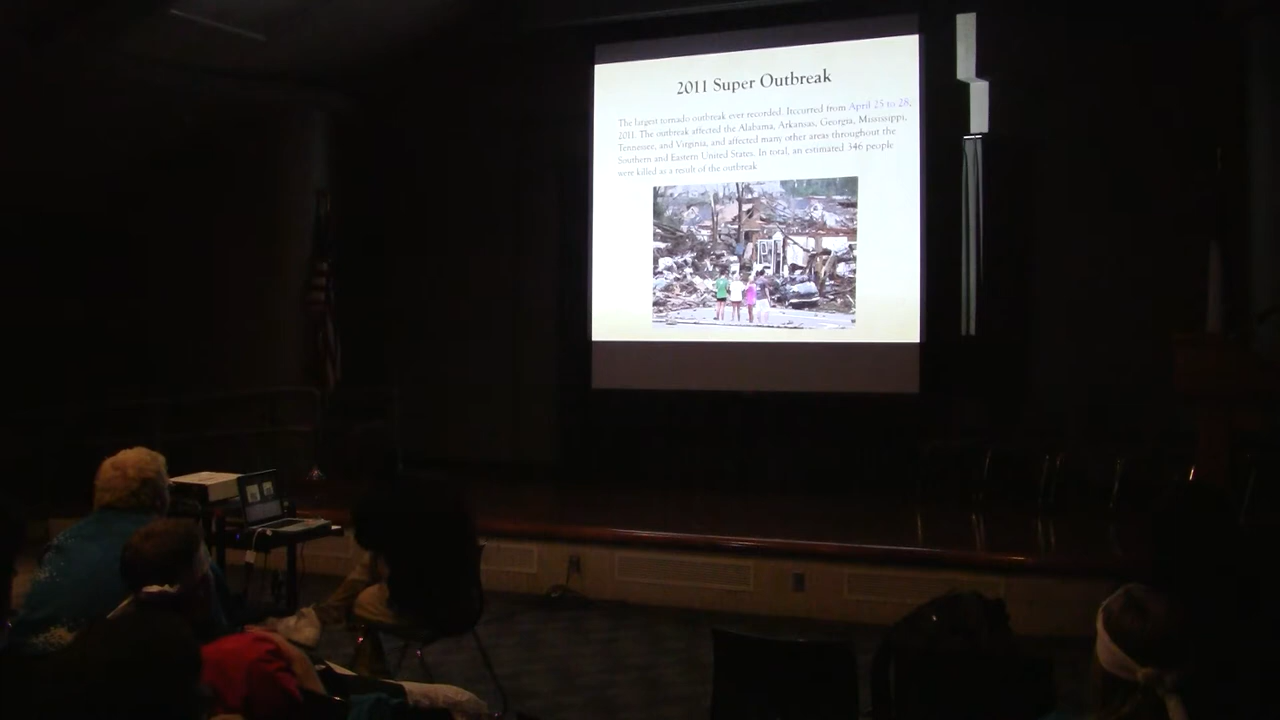 2011 Super Outbreak
The largest tornado outbreak ever recorded. Itccurred from April 25 to 28,
2011. The outbreak affected the Alabama, Arkansas, Georgia, Mississippi,
Tennessee, and Virginia, and affected many other areas throughout the
Southern and Eastern United States. In total, an estimated 346 people
were killed as a result of the outbreak